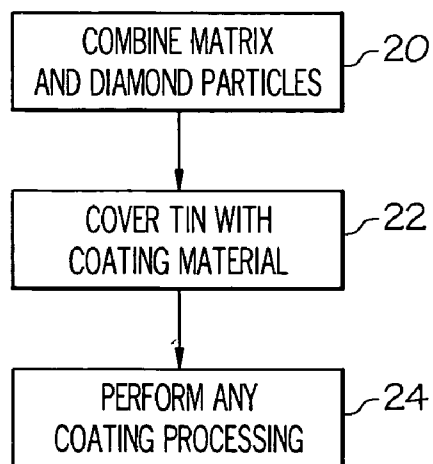 COMBINE MATRIX
AND DIAMOND PARTICLES
20
COVER TIN WITH
COATING MATERIAL
22
PERFORM ANY
COATING PROCESSING
24